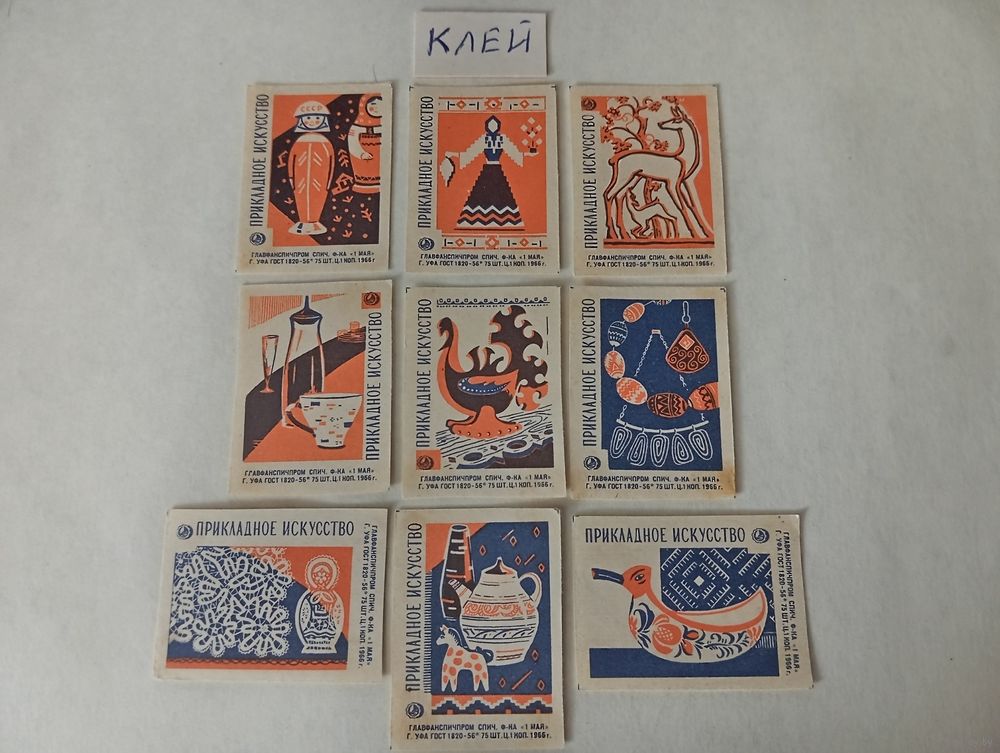 КЛЕЙ
ПРИКЛАДНОЕ ИСКУССТВО
СССР
ГЛАВФАНСПИЧПРОМ СПИЧ. Ф-КА «1 МАЯ»
Г. УФА ГОСТ 1820-56* 75 ШТ. Ц.1 КОП. 1966 г.
ПРИКЛАДНОЕ ИСКУССТВО
ГЛАВФАНСПИЧПРОМ СПИЧ. Ф-КА «1 МАЯ»
Г. УФА ГОСТ 1820-56* 75 ШТ. Ц.1 КОП. 1966 г.
ПРИКЛАДНОЕ ИСКУССТВО
ГЛАВФАНСПИЧПРОМ СПИЧ. Ф-КА «1 МАЯ»
Г. УФА ГОСТ 1820-56* 75 ШТ. Ц.1 КОП. 1966 г.
ПРИКЛАДНОЕ ИСКУССТВО
ГЛАВФАНСПИЧПРОМ СПИЧ. Ф-КА «1 МАЯ»
Г. УФА ГОСТ 1820-56* 75 ШТ. Ц.1 КОП. 1966 г.
ПРИКЛАДНОЕ ИСКУССТВО
ГЛАВФАНСПИЧПРОМ СПИЧ. Ф-КА «1 МАЯ»
Г. УФА ГОСТ 1820-56* 75 ШТ. Ц.1 КОП. 1966 г.
ПРИКЛАДНОЕ ИСКУССТВО
ГЛАВФАНСПИЧПРОМ СПИЧ. Ф-КА «1 МАЯ»
Г. УФА ГОСТ 1820-56* 75 ШТ. Ц.1 КОП. 1966 г.
ПРИКЛАДНОЕ ИСКУССТВО
ГЛАВФАНСПИЧПРОМ СПИЧ. Ф-КА «1 МАЯ»
Г. УФА ГОСТ 1820-56* 75 ШТ. Ц.1 КОП. 1966 г.
ПРИКЛАДНОЕ ИСКУССТВО
ГЛАВФАНСПИЧПРОМ СПИЧ. Ф-КА «1 МАЯ»
Г. УФА ГОСТ 1820-56* 75 ШТ. Ц.1 КОП. 1966 г.
ПРИКЛАДНОЕ ИСКУССТВО
ГЛАВФАНСПИЧПРОМ СПИЧ. Ф-КА «1 МАЯ»
Г. УФА ГОСТ 1820-56* 75 ШТ. Ц.1 КОП. 1966 г.